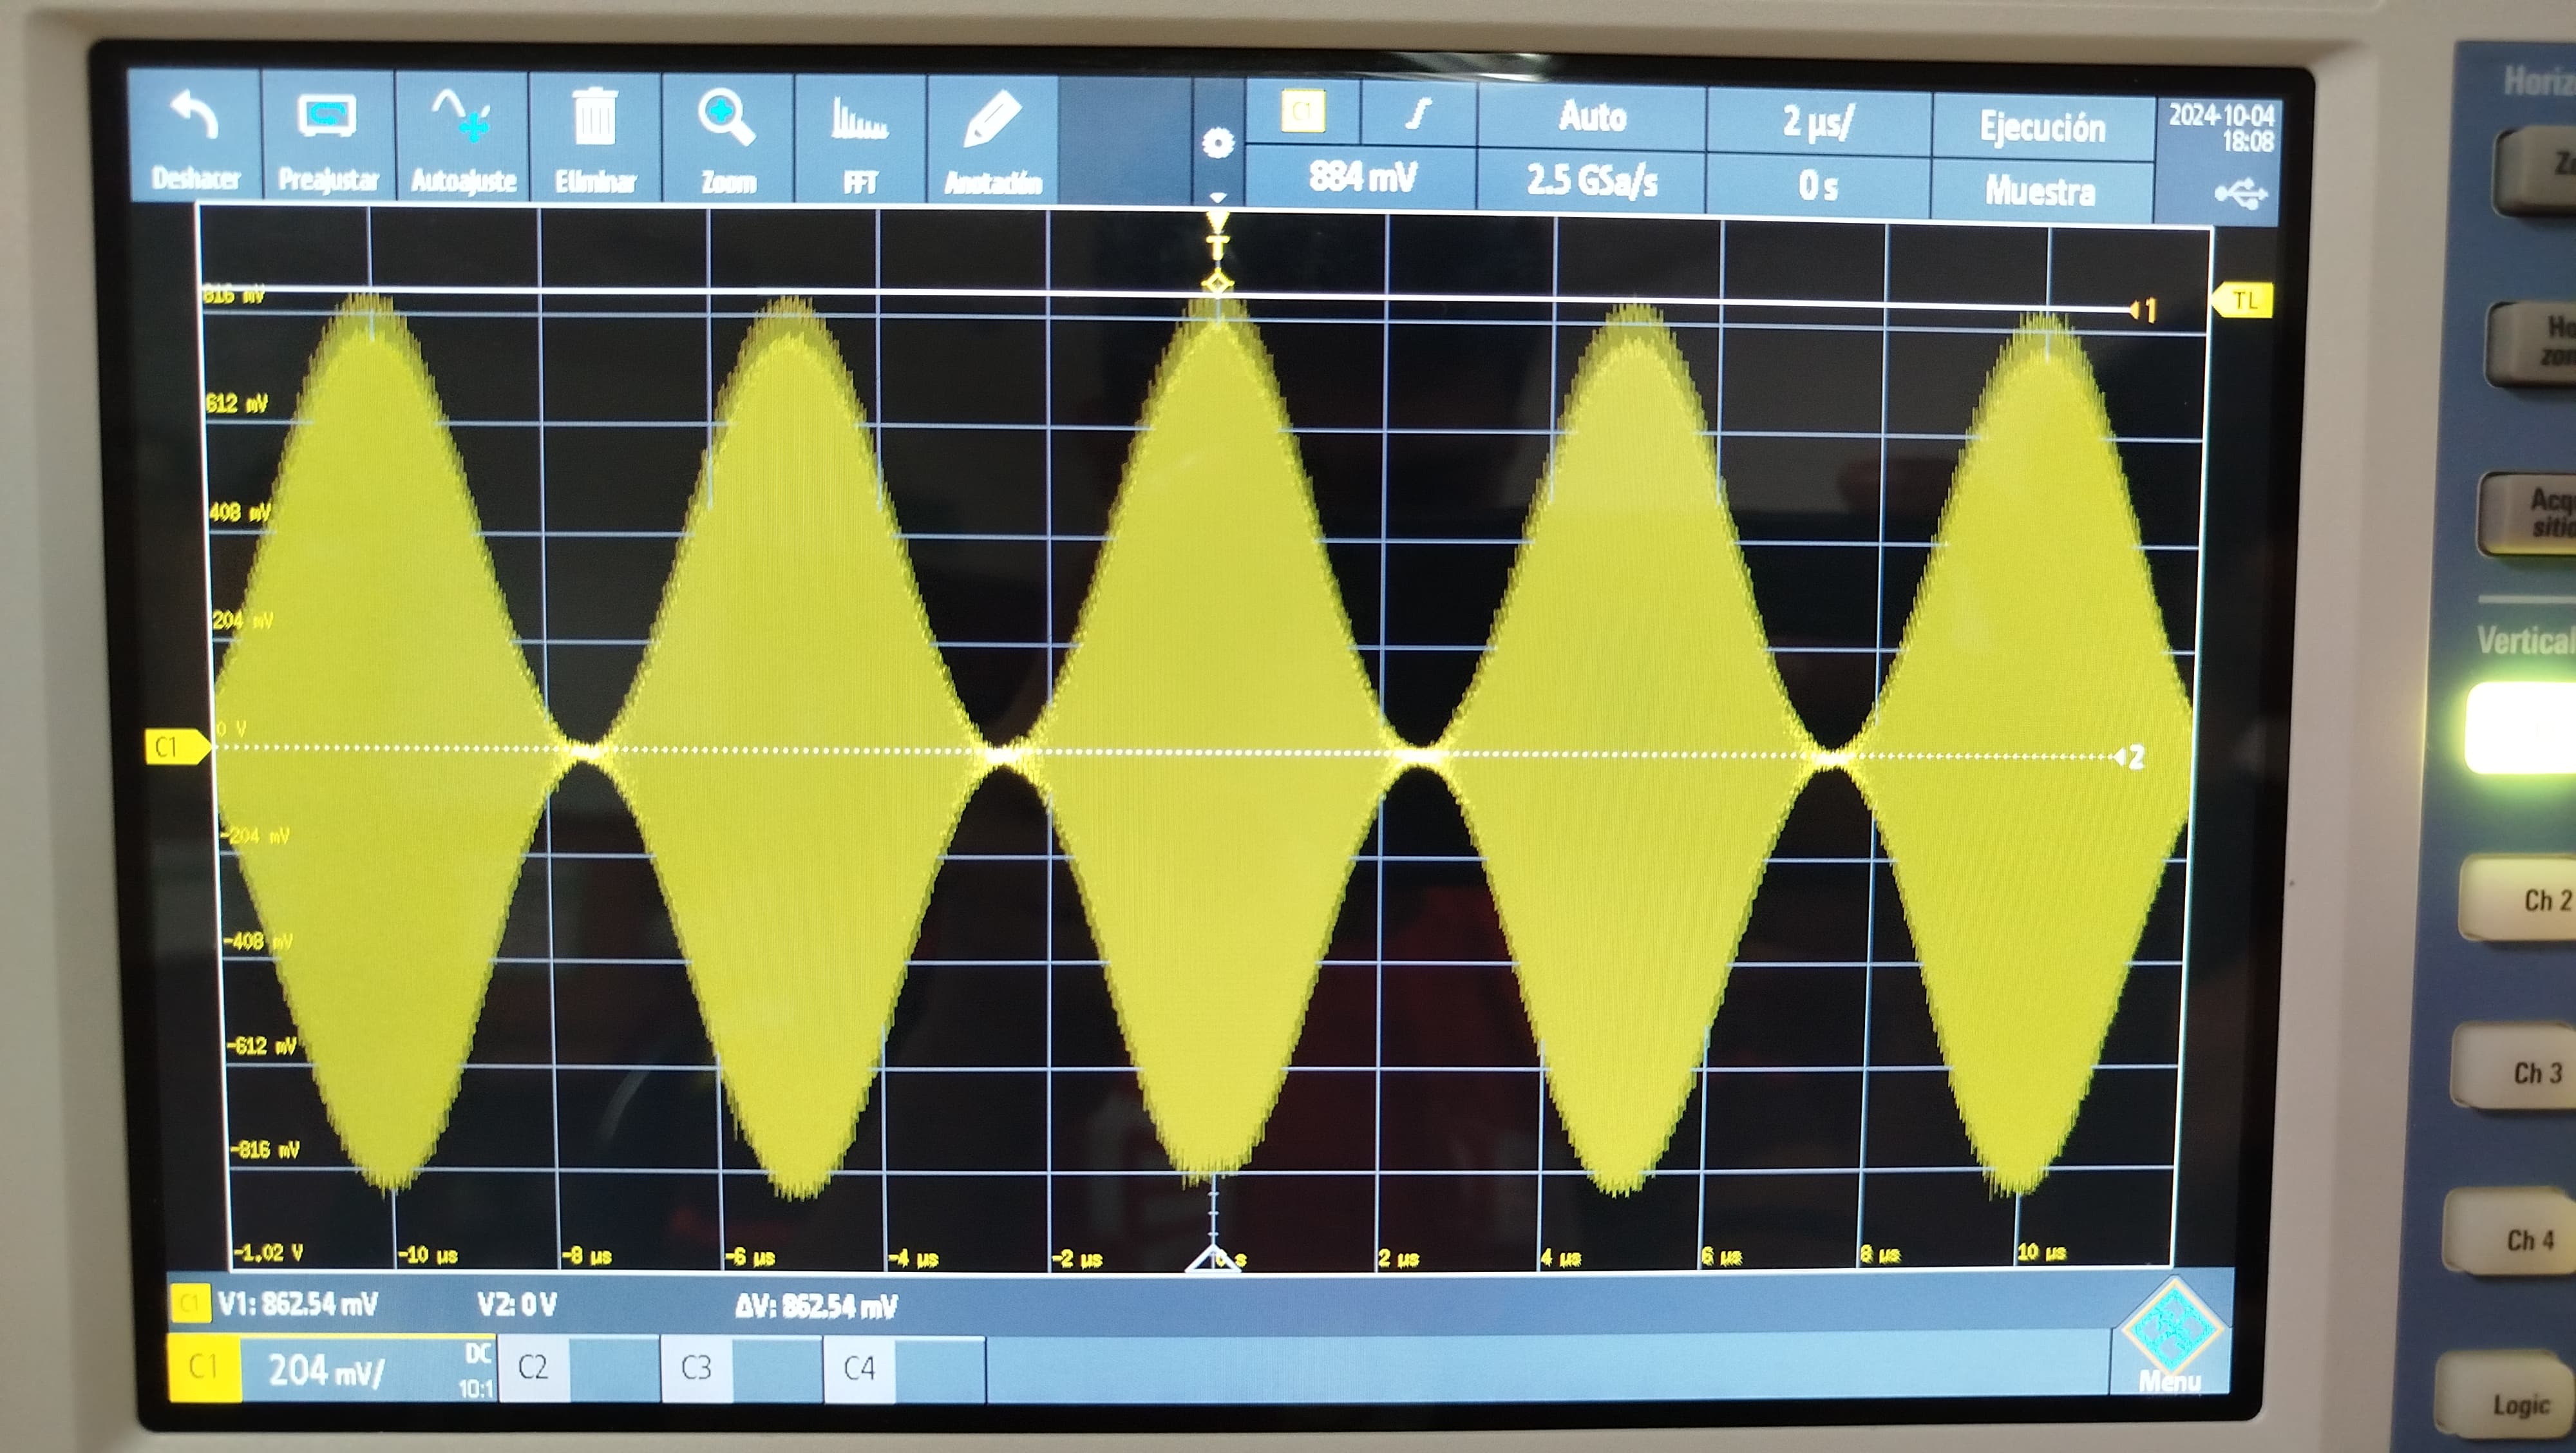 Deshacer
Preajustar
Autoajuste
Eliminar
Zoom
FFT
Anotación
C1
Auto
2 µs/
Ejecución
2024-10-04
18:08
884 mV
2.5 GSa/s
0 s
Muestra
T
TL
816 mV
1
612 mV
408 mV
204 mV
0 V
C1
2
-204 mV
-408 mV
-612 mV
-816 mV
-1.02 V
-10 µs
-8 µs
-6 µs
-4 µs
-2 µs
0 s
2 µs
4 µs
6 µs
8 µs
10 µs
C1 V1: 862.54 mV V2: 0 V ΔV: 862.54 mV
C1 204 mV/ DC 10:1
C2
C3
C4
Menu
Vertical
Ch 2
Ch 3
Ch 4
Logic